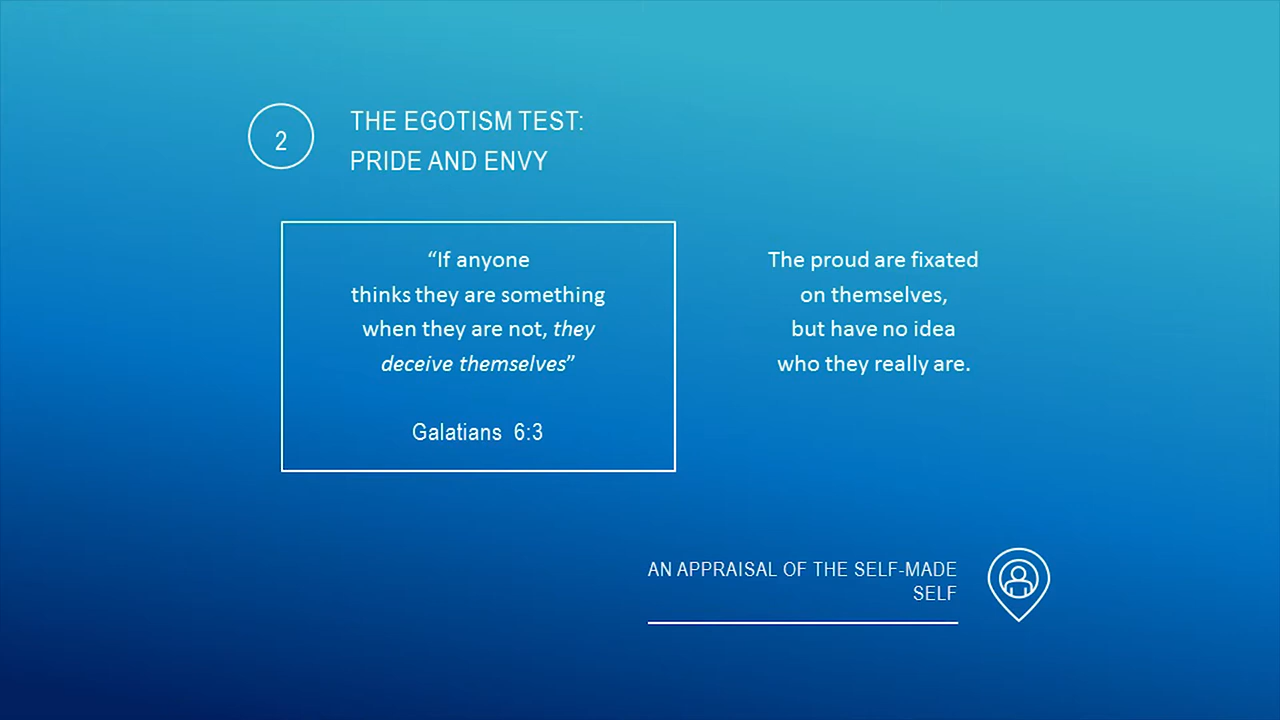 2
THE EGOTISM TEST:
PRIDE AND ENVY
“If anyone
thinks they are something
when they are not, they
deceive themselves”
Galatians 6:3
The proud are fixated
on themselves,
but have no idea
who they really are.
AN APPRAISAL OF THE SELF-MADE
SELF